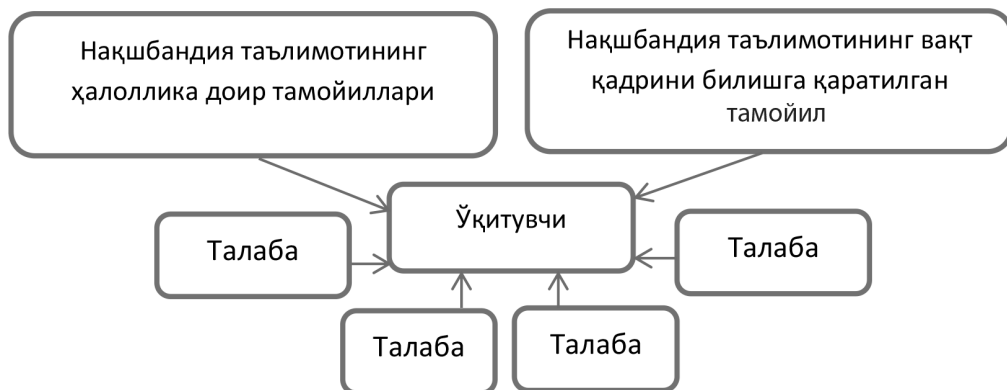 Нақшбандия таълимотининг
ҳалоллика доир тамойиллари
Нақшбандия таълимотининг вақт
қадрини билишга қаратилган
тамойил
Ўқитувчи
Талаба
Талаба
Талаба
Талаба